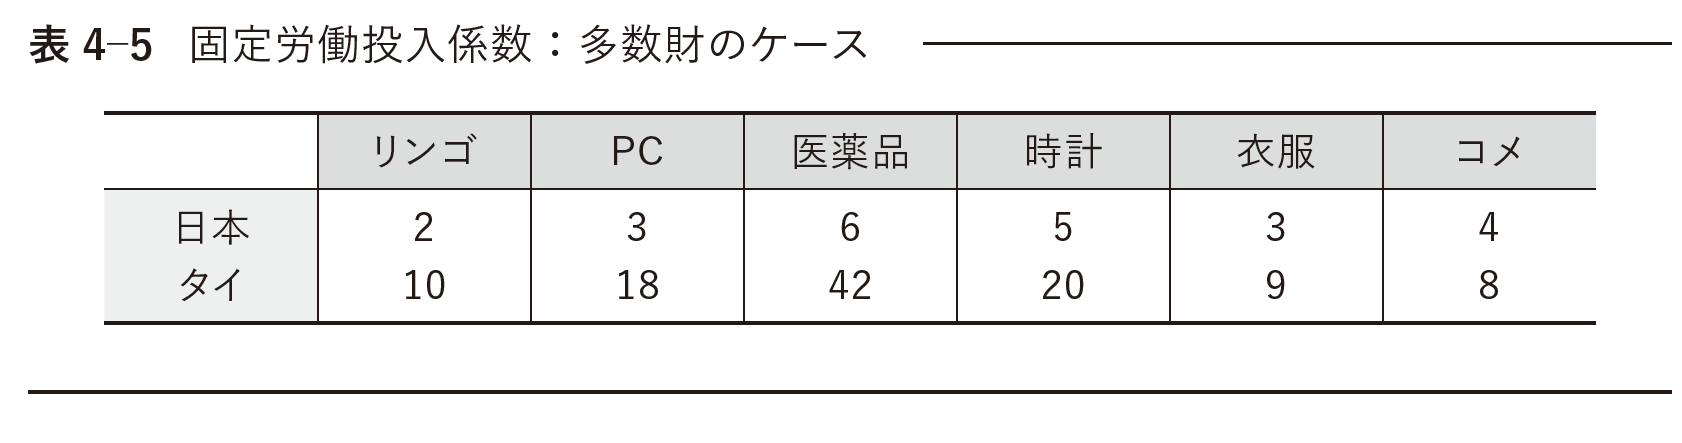 表 4–5 固定労働投入係数：多数財のケース
リンゴ PC 医薬品 時計 衣服 コメ
日本 2 3 6 5 3 4
タイ 10 18 42 20 9 8